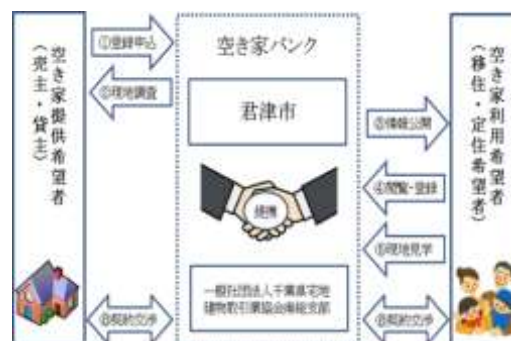 空き家提供希望者
（売主・貸主）
①登録申込
②現地調査
空き家バンク
君津市
提携
一般社団法人千葉県宅地
建物取引業協会南総支部
③情報公開
④閲覧・登録
⑤現地見学
⑥契約交渉
⑥契約交渉
空き家利用希望者
（移住・定住希望者）